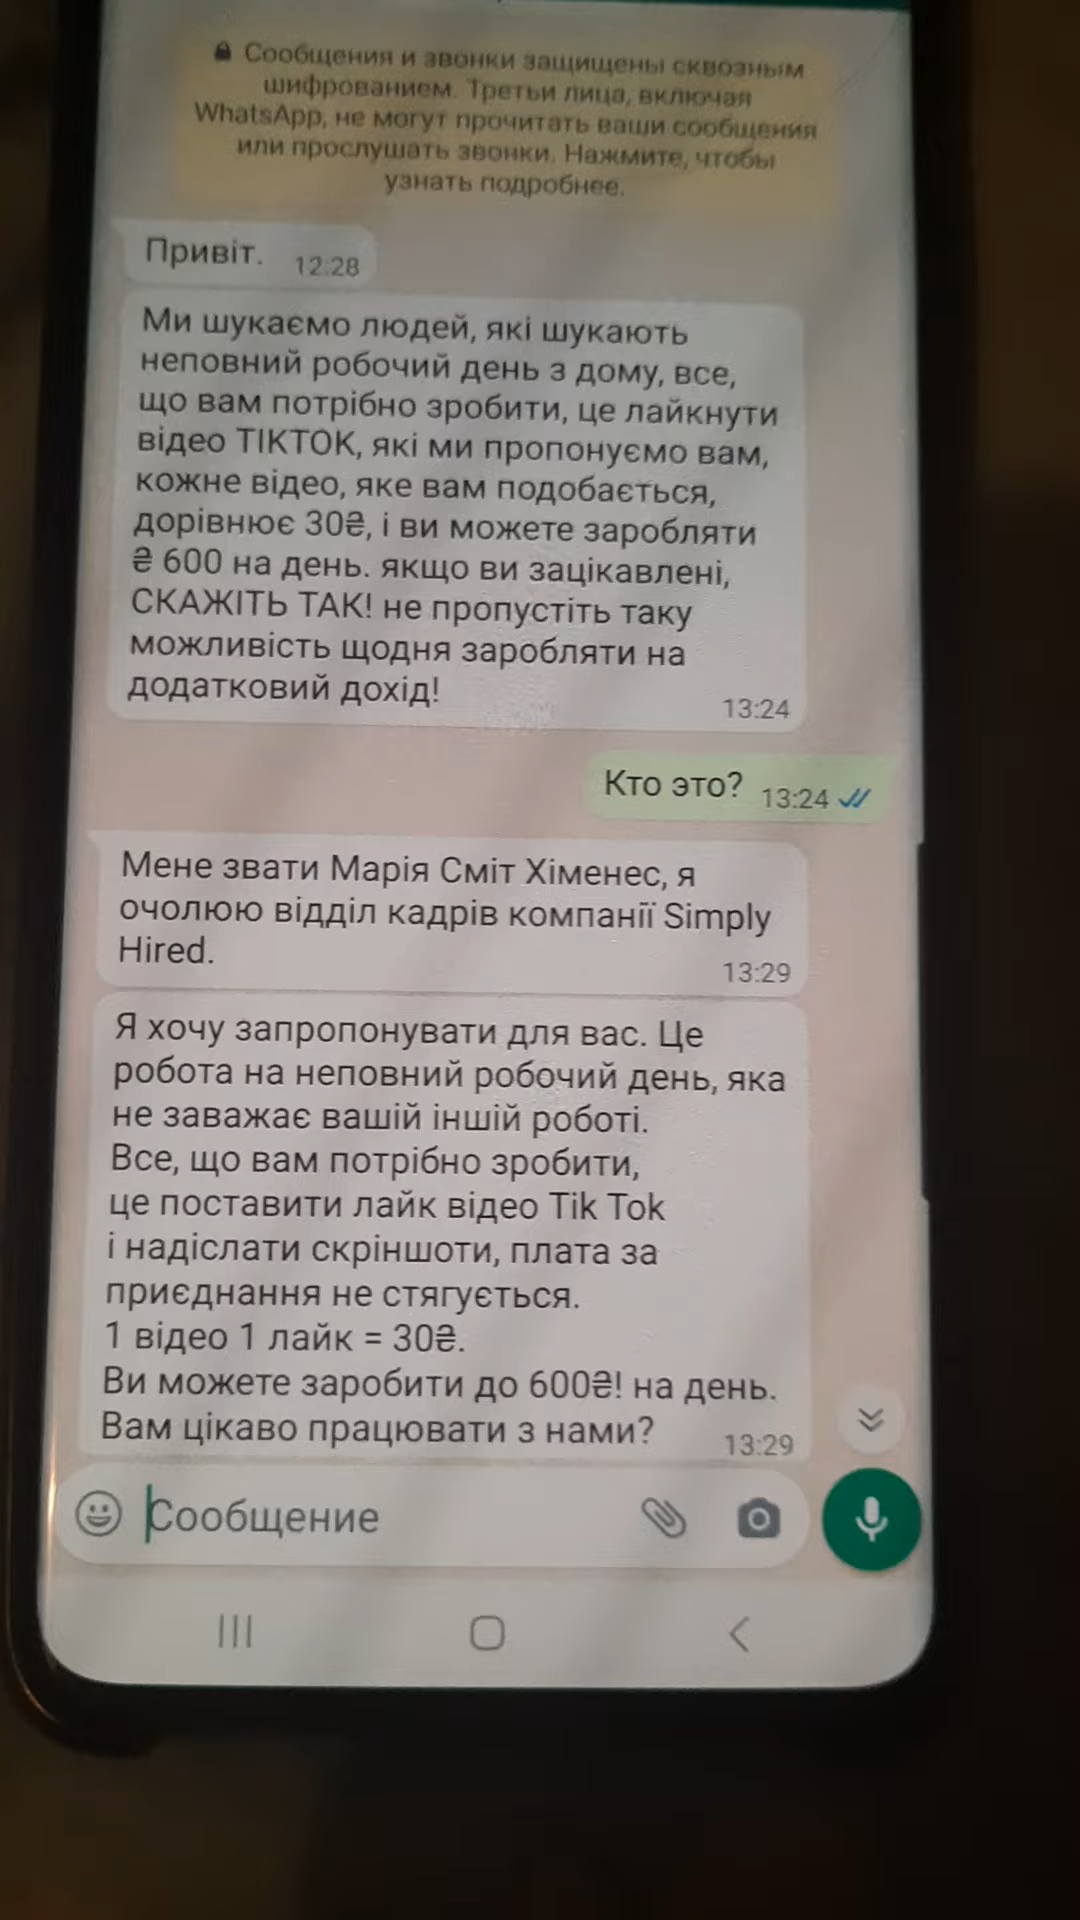 Сообщения и звонки защищены сквозным
шифрованием. Третьи лица, включая
WhatsApp, не могут прочитать ваши сообщения
или прослушать звонки. Нажмите, чтобы
узнать подробнее.
Привіт. 12:28
Ми шукаємо людей, які шукають
неповний робочий день з дому, все,
що вам потрібно зробити, це лайкнути
відео TIKTOK, які ми пропонуємо вам,
кожне відео, яке вам подобається,
дорівнює 30₴, і ви можете заробляти
₴ 600 на день. якщо ви зацікавлені,
СКАЖІТЬ ТАК! не пропустіть таку
можливість щодня заробляти на
додатковий дохід!
13:24
Кто это? 13:24
Мене звати Марія Сміт Хіменес, я
очолюю відділ кадрів компанії Simply
Hired.
13:29
Я хочу запропонувати для вас. Це
робота на неповний робочий день, яка
не заважає вашій іншій роботі.
Все, що вам потрібно зробити,
це поставити лайк відео Tik Tok
і надіслати скріншоти, плата за
приєднання не стягується.
1 відео 1 лайк = 30₴.
Ви можете заробити до 600₴! на день.
Вам цікаво працювати з нами?
13:29
Сообщение